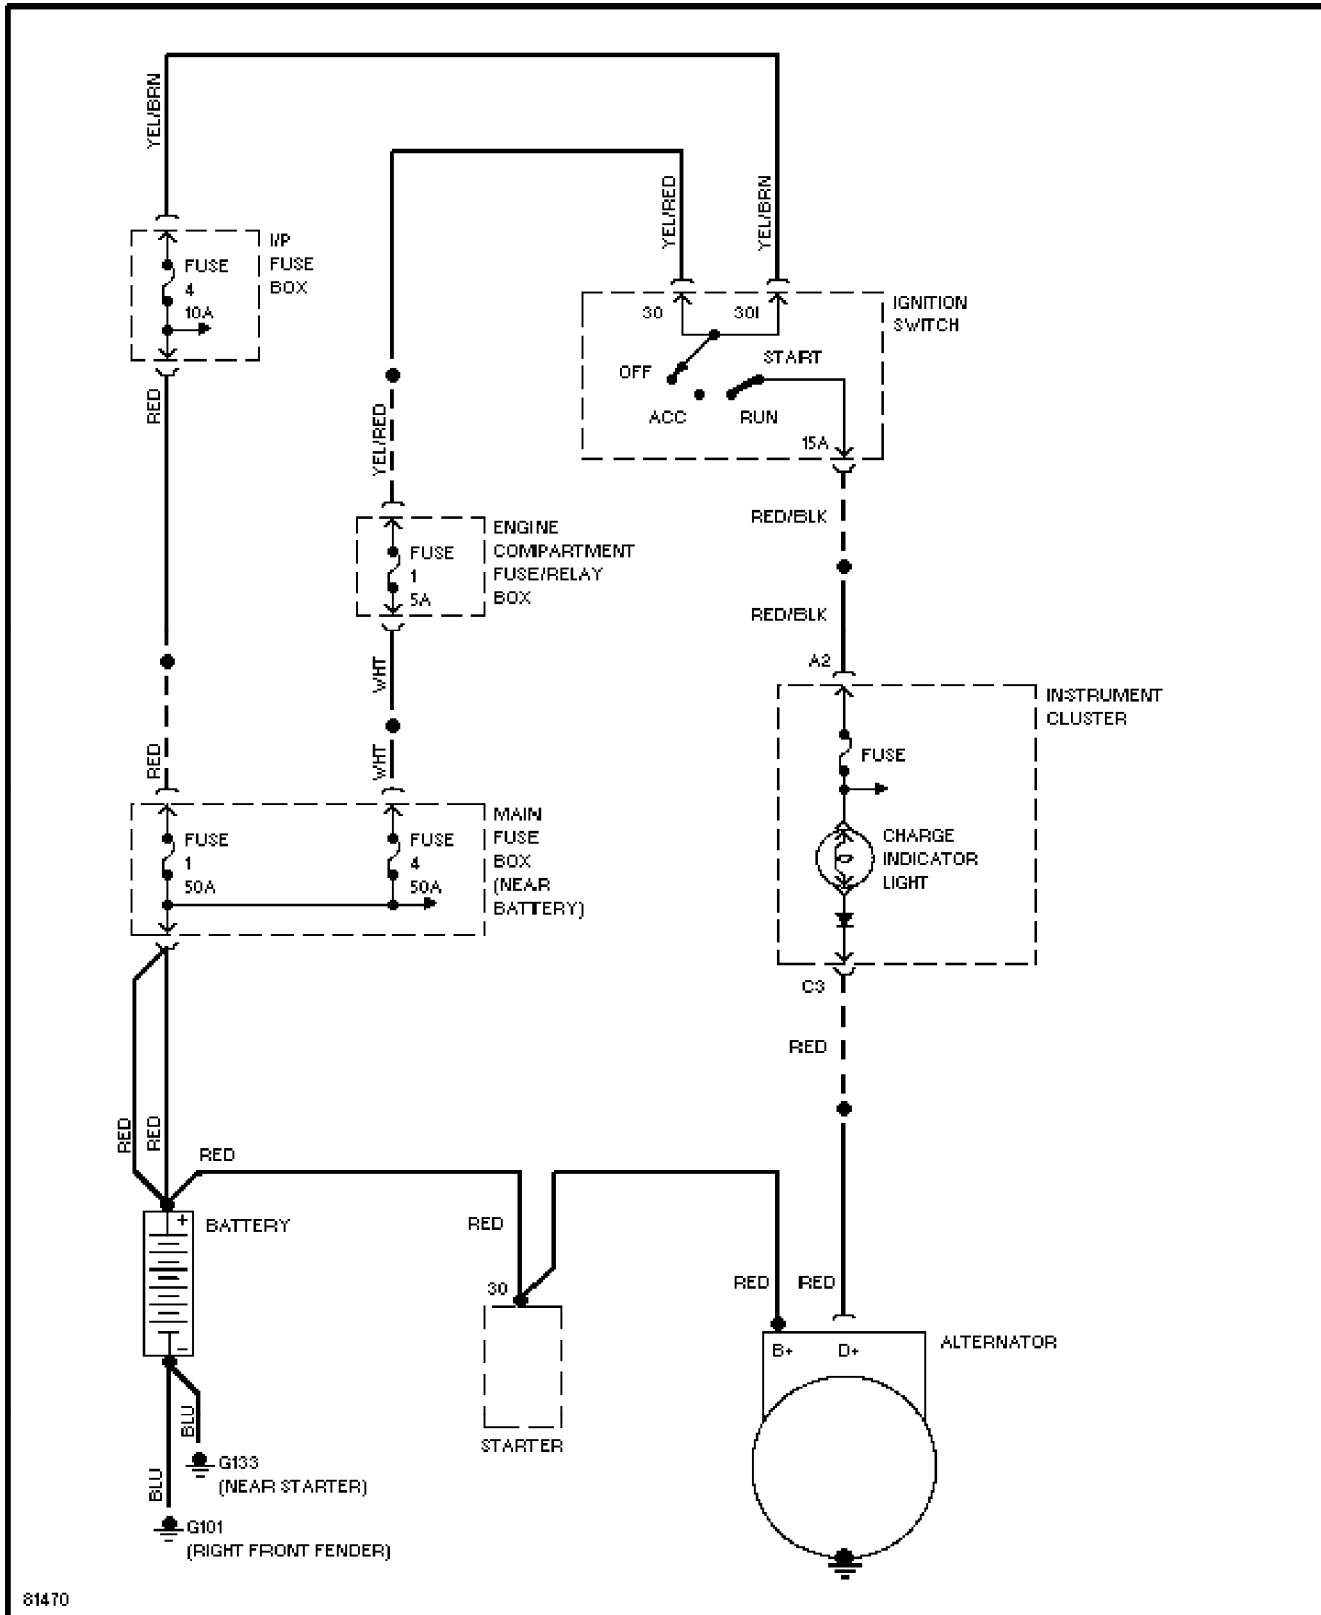 YEL/BRN
YEL/RED
YEL/BRN
I/P
FUSE
BOX
FUSE
4
10A
30
30I
IGNITION
SWITCH
OFF
START
ACC
RUN
15A
RED
YEL/RED
RED/BLK
ENGINE
COMPARTMENT
FUSE/RELAY
BOX
FUSE
1
5A
RED/BLK
A2
WHT
INSTRUMENT
CLUSTER
RED
WHT
FUSE
MAIN
FUSE
BOX
(NEAR
BATTERY)
FUSE
1
50A
FUSE
4
50A
CHARGE
INDICATOR
LIGHT
C3
RED
RED
RED
RED
BATTERY
+
-
RED
30
RED
RED
B+
D+
ALTERNATOR
STARTER
BLU
G133
(NEAR STARTER)
BLU
G101
(RIGHT FRONT FENDER)
81470